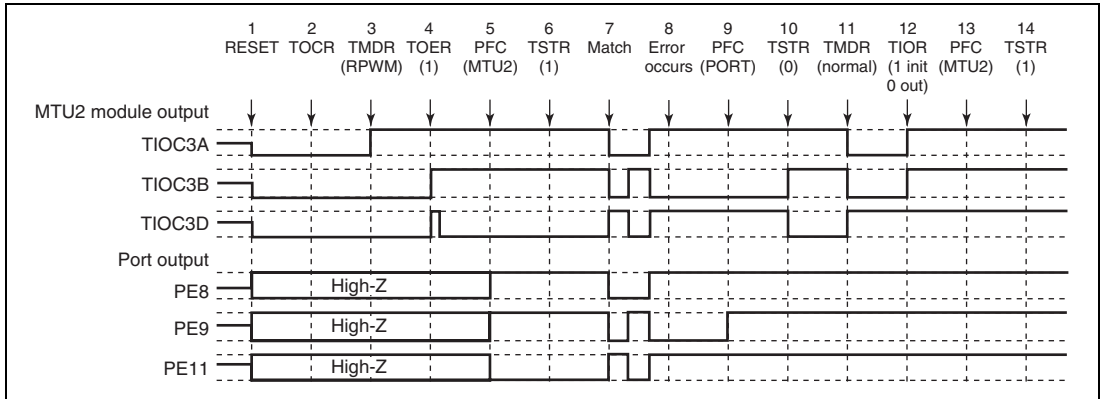 1 2 3 4 5 6 7 8 9 10 11 12 13 14
RESET TOCR TMDR TOER PFC TSTR Match Error PFC TSTR TMDR TIOR PFC TSTR
(RPWM) (1) (MTU2) (1) occurs (PORT) (0) (normal) (1 init (MTU2) (1)
0 out)
MTU2 module output
TIOC3A
TIOC3B
TIOC3D
Port output
PE8 High-Z
PE9 High-Z
PE11 High-Z